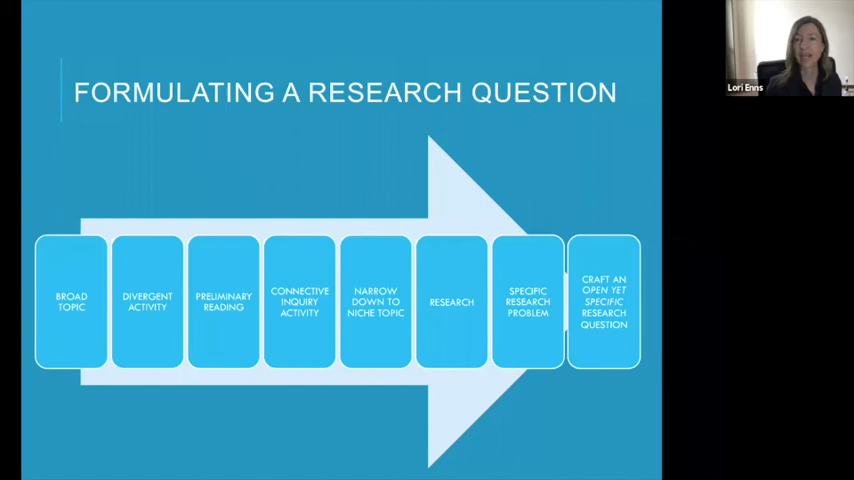 FORMULATING A RESEARCH QUESTION
Lori Enns
BROAD
TOPIC
DIVERGENT
ACTIVITY
PRELIMINARY
READING
CONNECTIVE
INQUIRY
ACTIVITY
NARROW
DOWN TO
NICHE TOPIC
RESEARCH
SPECIFIC
RESEARCH
PROBLEM
CRAFT AN
OPEN YET
SPECIFIC
RESEARCH
QUESTION